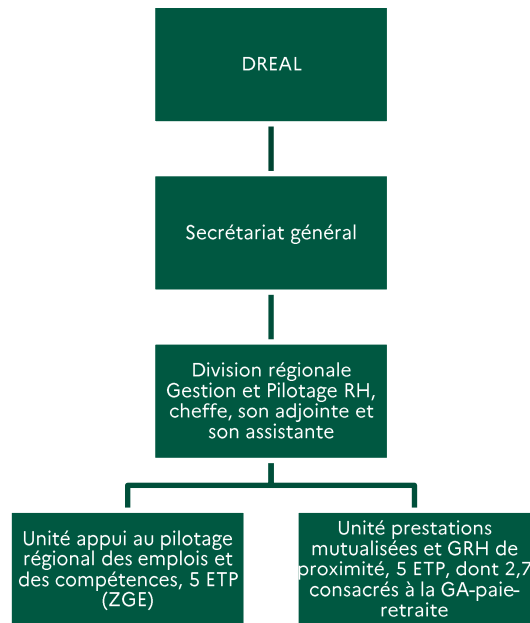 DREAL
Secrétariat général
Division régionale
Gestion et Pilotage RH,
cheffe, son adjointe et
son assistante
Unité appui au pilotage
régional des emplois et
des compétences, 5 ETP
(ZGE)
Unité prestations
mutualisées et GRH de
proximité, 5 ETP, dont 2,7
consacrés à la GA-paie-
retraite